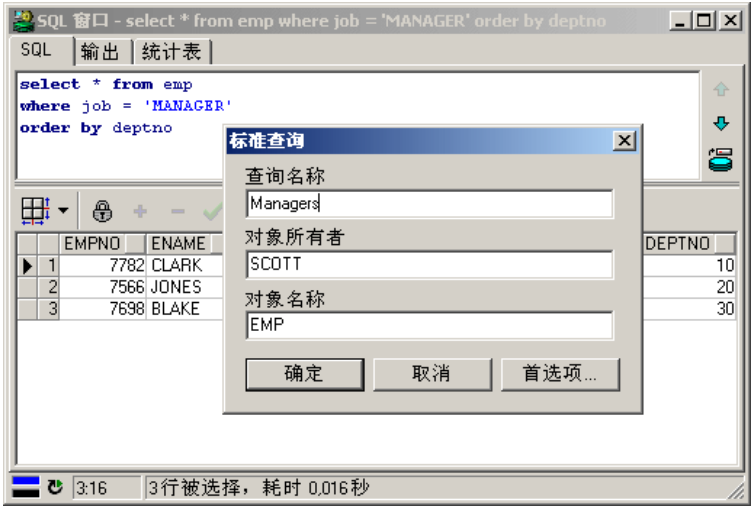 SQL 窗口 - select * from emp where job = 'MANAGER' order by deptno
SQL 输出 统计表
select * from emp
where job = 'MANAGER'
order by deptno
标准查询
查询名称
Managers
对象所有者
SCOTT
对象名称
EMP
确定 取消 首选项...
EMPNO ENAME DEPTNO
1 7782 CLARK 10
2 7566 JONES 20
3 7698 BLAKE 30
3:16 3行被选择，耗时 0.016秒